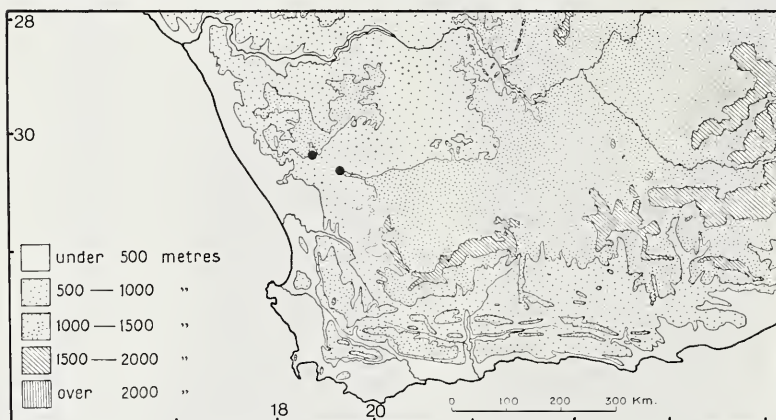 28
30
under 500 metres
500 — 1000 "
1000 — 1500 "
1500 — 2000 "
over 2000 "
18 20
0 100 200 300 Km.